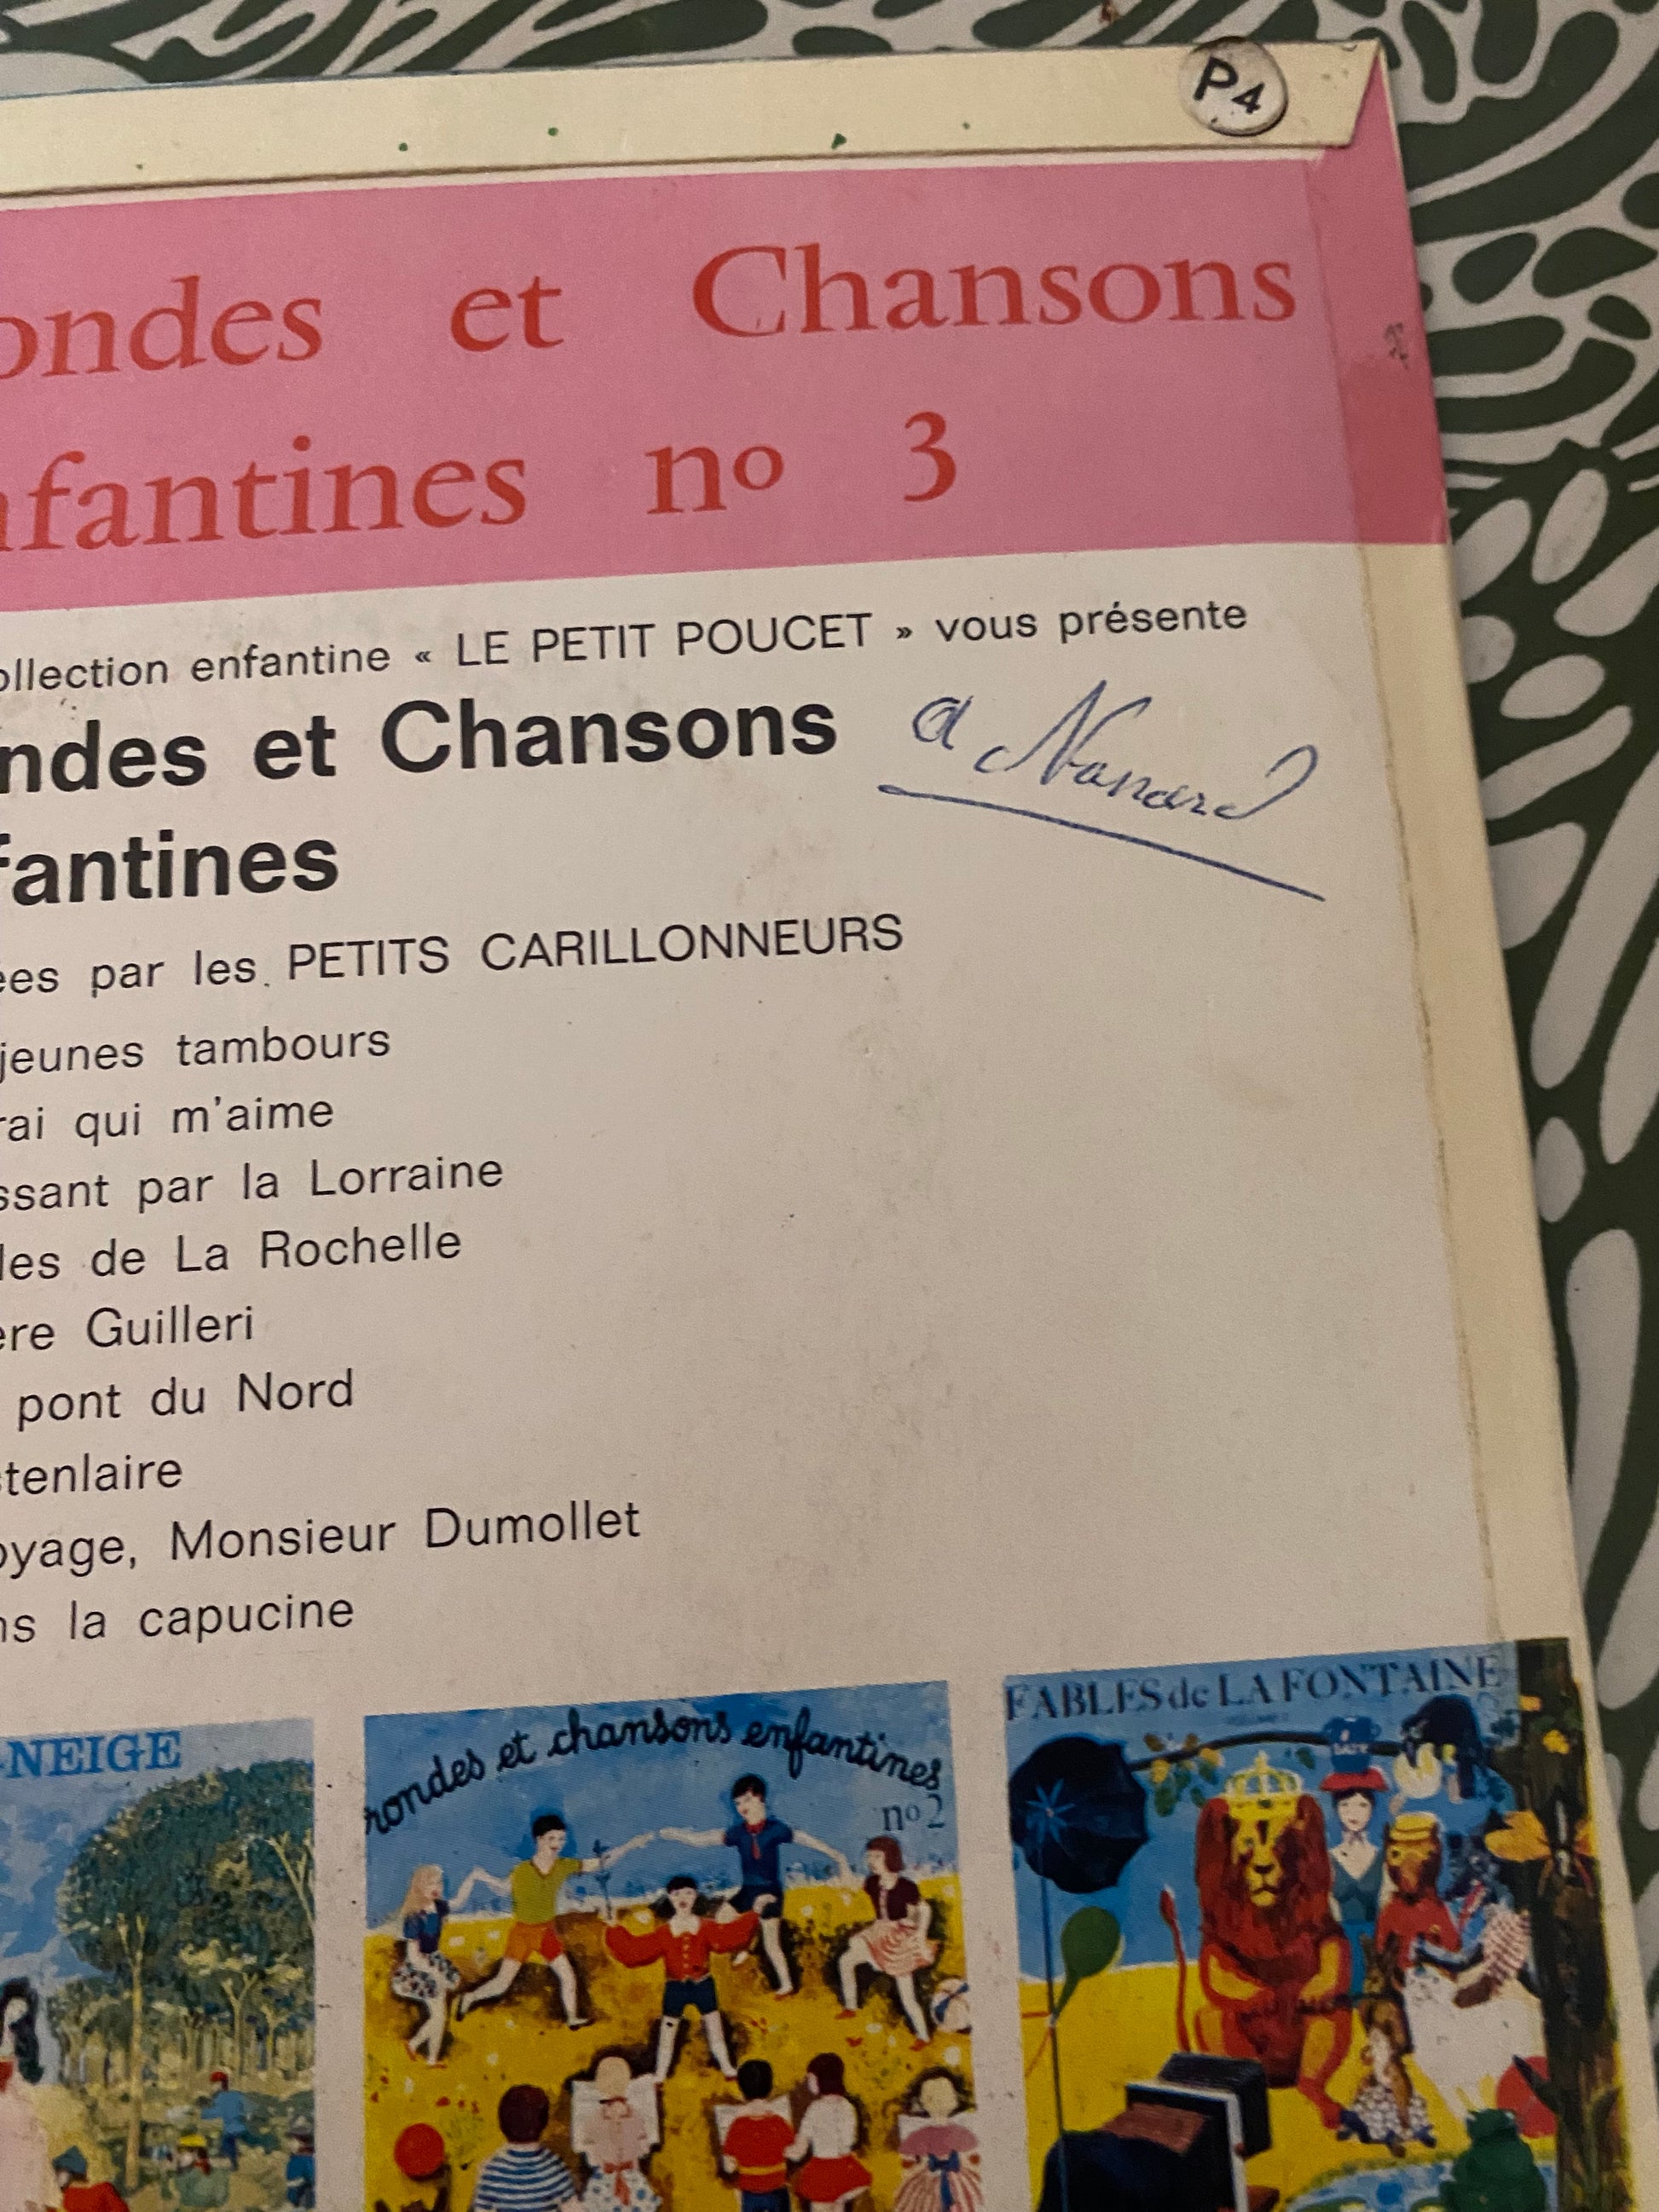 P4
ondes et Chansons
nfantines no 3
ollection enfantine « LE PETIT POUCET » vous présente
ndes et Chansons
a Nanard
fantines
ées par les PETITS CARILLONNEURS
jeunes tambours
rai qui m'aime
ssant par la Lorraine
les de La Rochelle
ère Guilleri
pont du Nord
stenlaire
oyage, Monsieur Dumollet
ns la capucine
-NEIGE
rondes et chansons enfantines
no 2
FABLES de LA FONTAINE